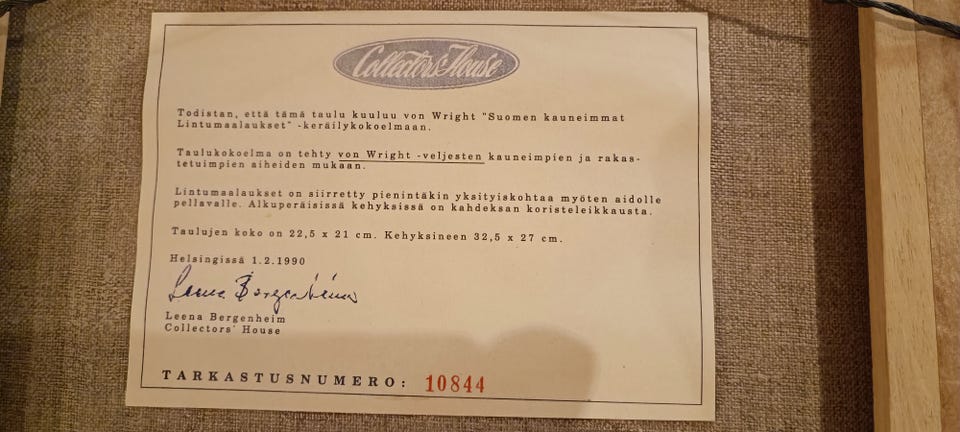 Collectors' House
Todistan, että tämä taulu kuuluu von Wright "Suomen kauneimmat
Lintumaalaukset" -keräilykokoelmaan.
Taulukokoelma on tehty von Wright -veljesten kauneimpien ja rakas-
tetuimpien aiheiden mukaan.
Lintumaalaukset on siirretty pienintäkin yksityiskohtaa myöten aidolle
pellavalle. Alkuperäisissä kehyksissä on kahdeksan koristeleikkausta.
Taulujen koko on 22,5 x 21 cm. Kehyksineen 32,5 x 27 cm.
Helsingissä 1.2.1990
Leena Bergenheim
Leena Bergenheim
Collectors' House
TARKASTUSNUMERO: 10844